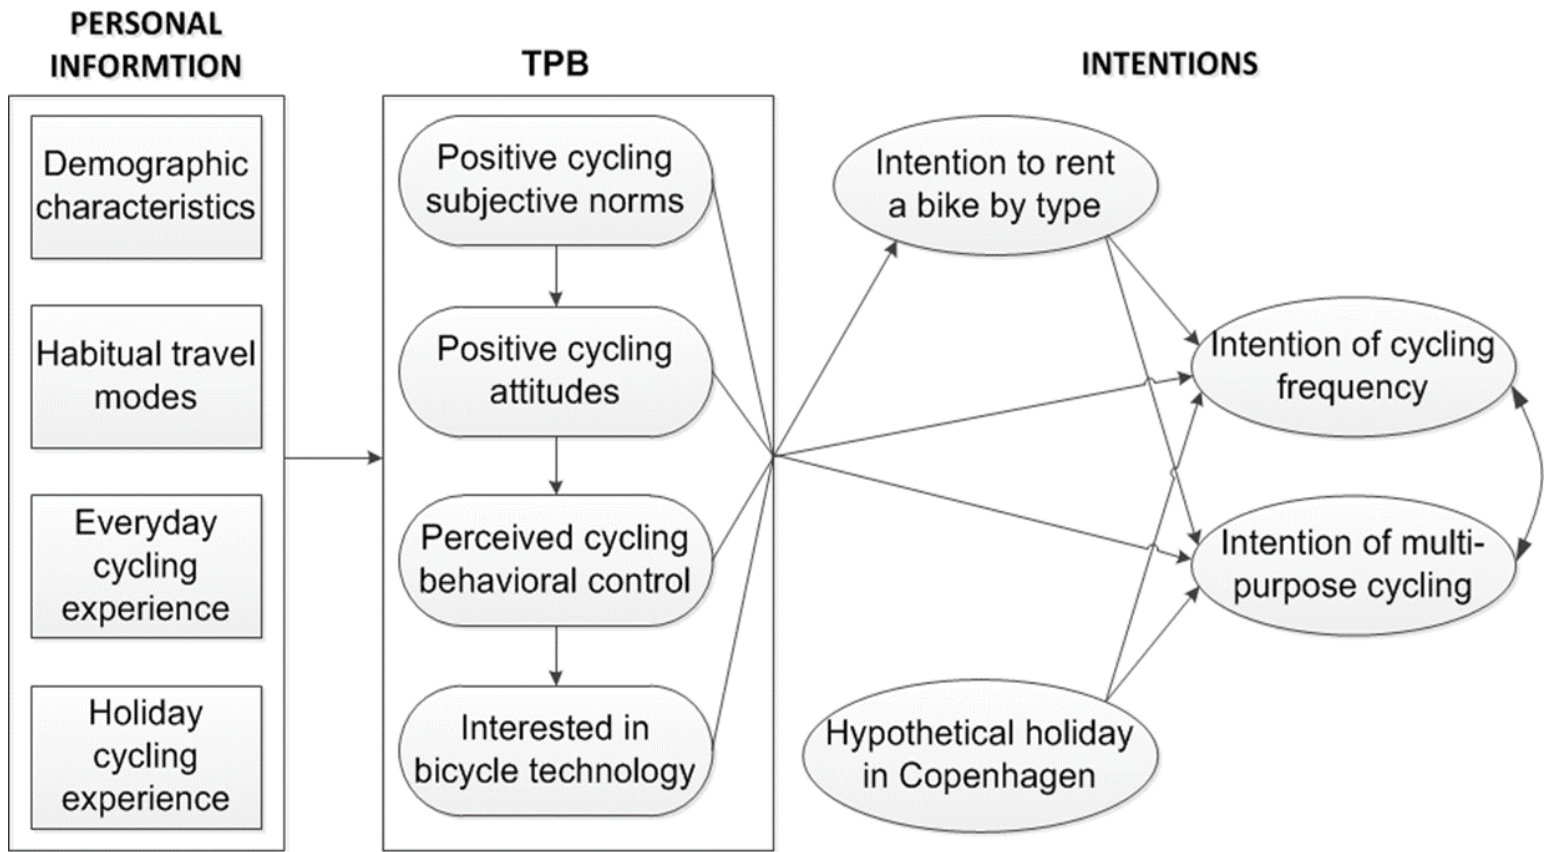 PERSONAL
INFORMTION
Demographic
characteristics
Habitual travel
modes
Everyday
cycling
experience
Holiday
cycling
experience
TPB
Positive cycling
subjective norms
Positive cycling
attitudes
Perceived cycling
behavioral control
Interested in
bicycle technology
INTENTIONS
Intention to rent
a bike by type
Intention of cycling
frequency
Intention of multi-
purpose cycling
Hypothetical holiday
in Copenhagen